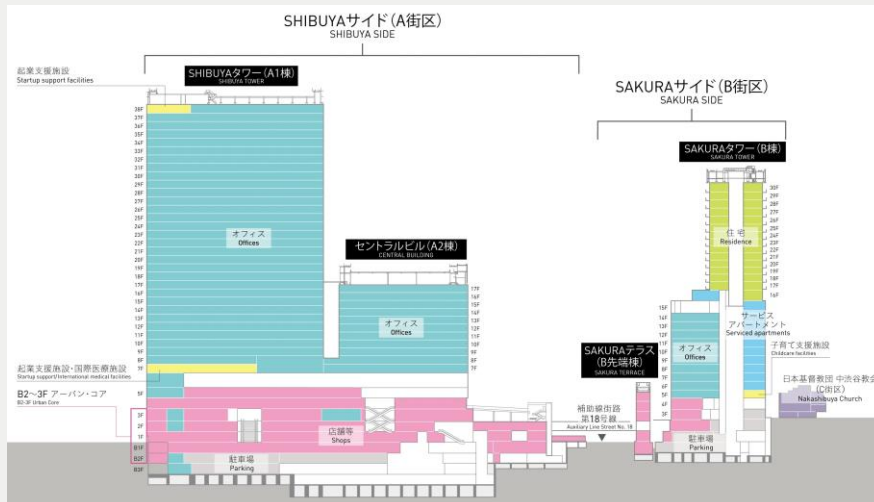 SHIBUYAサイド（A街区）
SHIBUYA SIDE
起業支援施設
Startup support facilities
SHIBUYAタワー（A1棟）
SHIBUYA TOWER
SAKURAサイド（B街区）
SAKURA SIDE
SAKURAタワー（B棟）
SAKURA TOWER
38F
37F
36F
35F
34F
33F
32F
31F
30F
29F
28F
27F
26F
25F
24F
23F
22F
21F
20F
19F
18F
17F
16F
15F
14F
13F
12F
11F
10F
9F
8F
7F
5F
3F
2F
1F
B1F
B2F
B3F
オフィス
Offices
セントラルビル（A2棟）
CENTRAL BUILDING
17F
16F
15F
14F
13F
12F
11F
10F
9F
8F
7F
オフィス
Offices
起業支援施設・国際医療施設
Startup support/International medical facilities
B2〜3F アーバン・コア
B2-3F Urban Core
店舗等
Shops
駐車場
Parking
SAKURAテラス
（B先端棟）
SAKURA TERRACE
補助線街路
第18号線
Auxiliary Line Street No. 18
30F
29F
28F
27F
26F
25F
24F
23F
22F
21F
20F
19F
18F
17F
16F
住宅
Residence
15F
14F
13F
12F
11F
10F
9F
8F
7F
6F
5F
4F
3F
オフィス
Offices
サービス
アパートメント
Serviced apartments
子育て支援施設
Childcare facilities
日本基督教団 中渋谷教会
（C街区）
Nakashibuya Church
駐車場
Parking